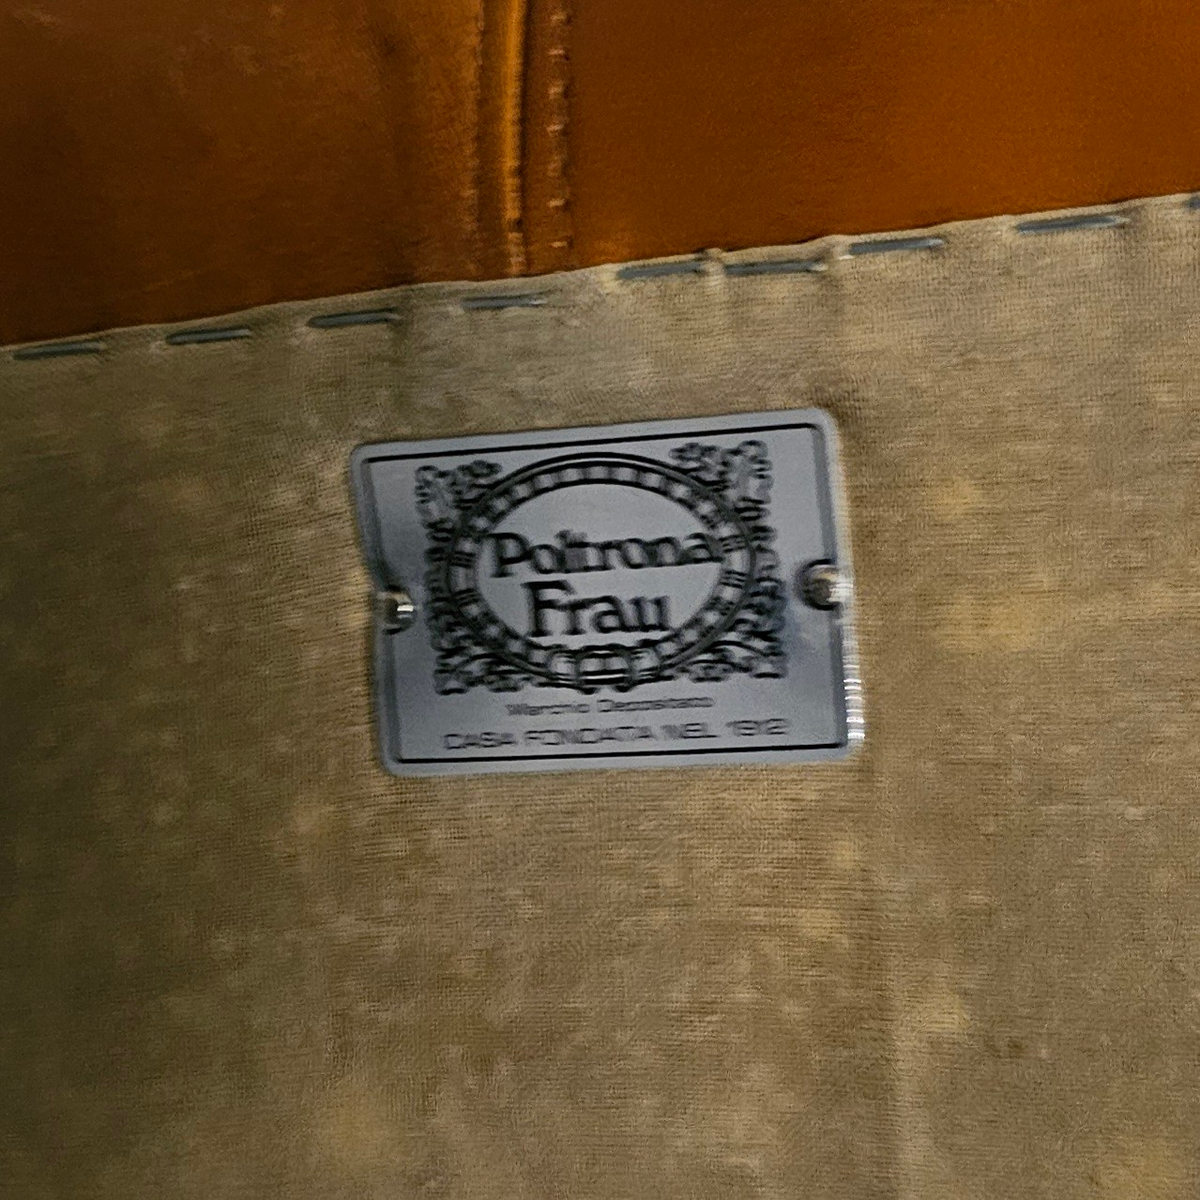 Poltrona
Frau
Marchio Depositato
CASA FONDATA NEL 1912